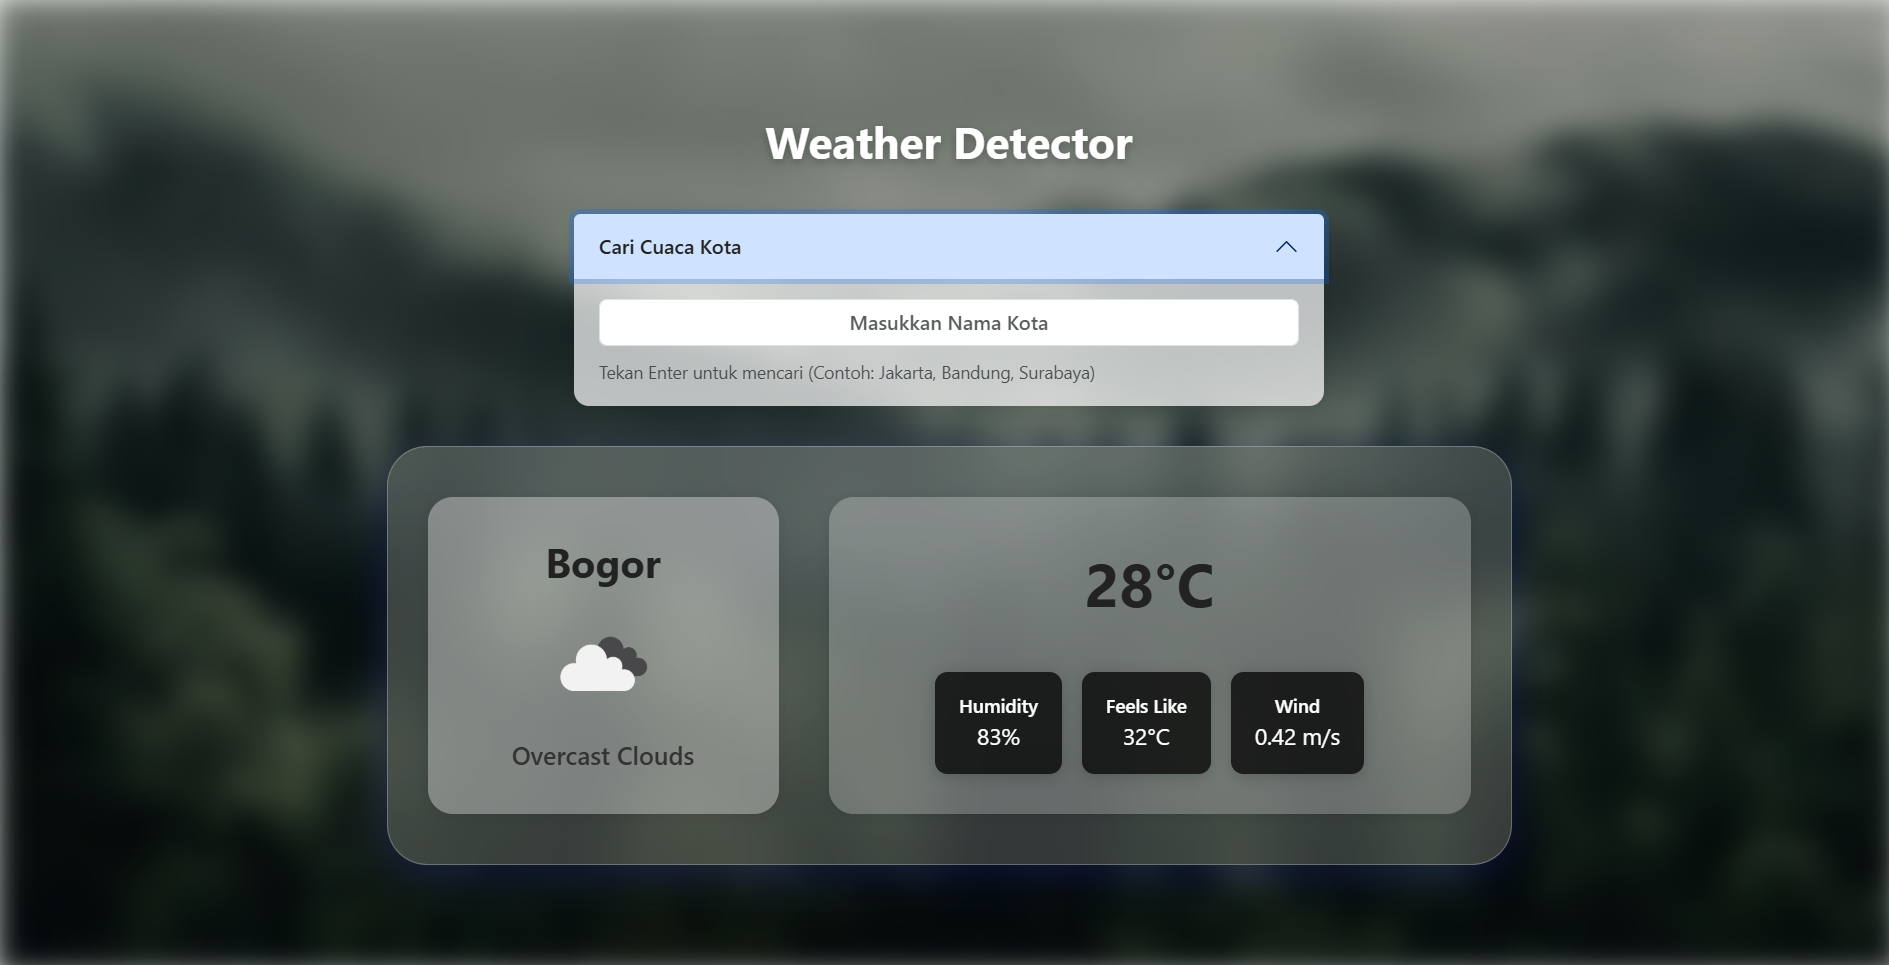 Weather Detector
Cari Cuaca Kota
Masukkan Nama Kota
Tekan Enter untuk mencari (Contoh: Jakarta, Bandung, Surabaya)
Bogor
Overcast Clouds
28°C
Humidity
83%
Feels Like
32°C
Wind
0.42 m/s